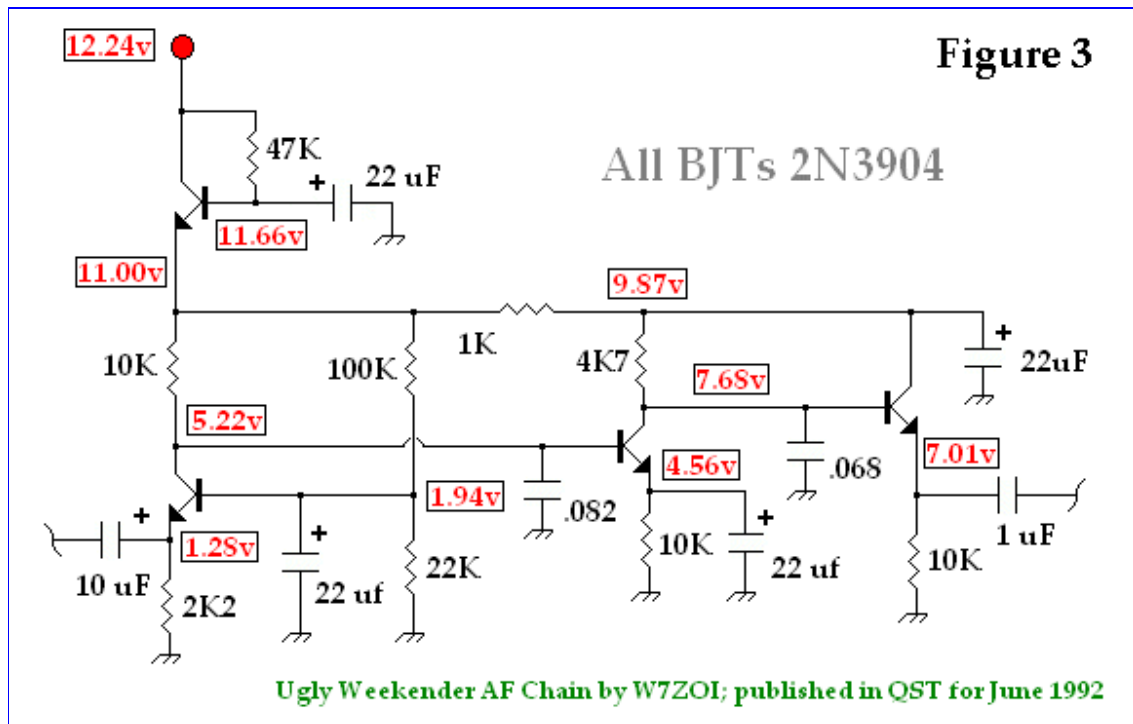 12.24v
Figure 3
47K
22 uF
All BJTs 2N3904
11.66v
11.00v
9.87v
10K
100K
1K
4K7
22uF
7.68v
5.22v
4.56v
7.01v
.068
1.94v
.082
10 uF
1.28v
2K2
22 uf
22K
10K
22 uf
10K
1 uF
Ugly Weekender AF Chain by W7ZOI; published in QST for June 1992